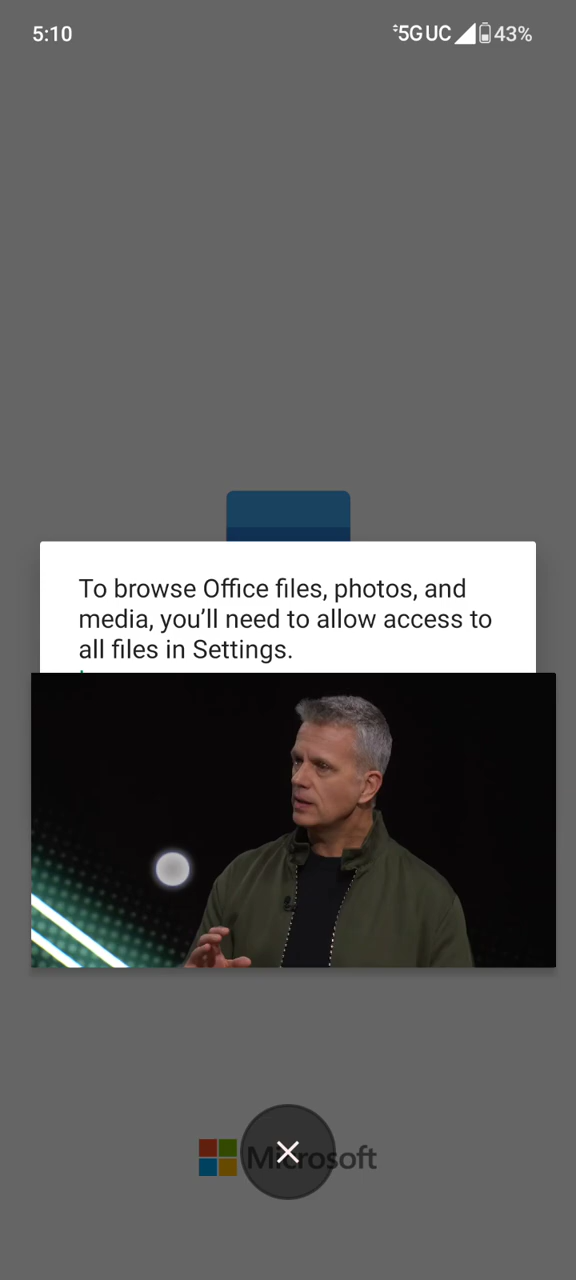 5:10
5G UC 43%
To browse Office files, photos, and
media, you’ll need to allow access to
all files in Settings.
Microsoft